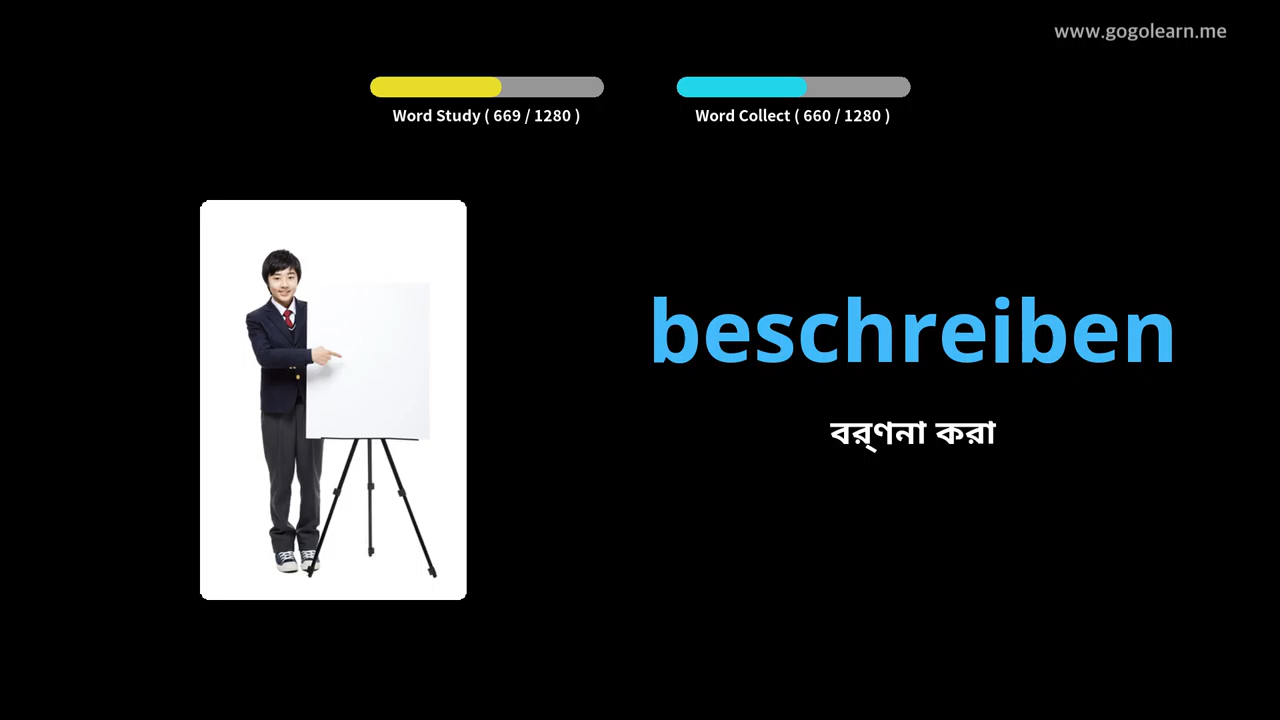 www.gogolearn.me
Word Study ( 669 / 1280 )
Word Collect ( 660 / 1280 )
beschreiben
বর্ণনা করা